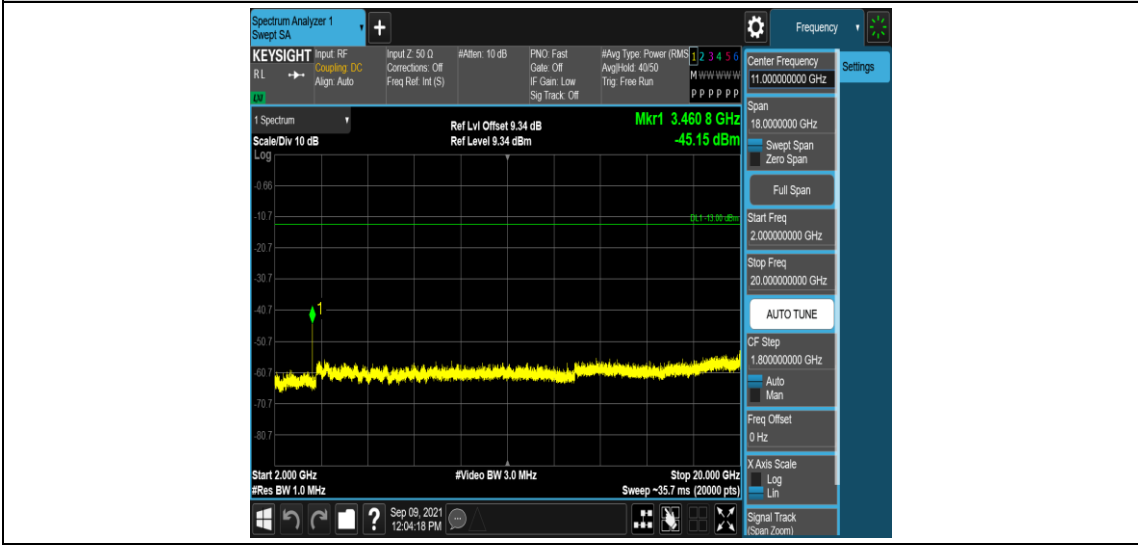 Spectrum Analyzer 1
Swept SA
+
Frequency
KEYSIGHT
RL
LNI
Input: RF
Coupling: DC
Align: Auto
Input Z: 50 Ω
Corrections: Off
Freq Ref: Int (S)
#Atten: 10 dB
PNO: Fast
Gate: Off
IF Gain: Low
Sig Track: Off
#Avg Type: Power (RMS
Avg|Hold: 40/50
Trig: Free Run
1 2 3 4 5 6
M W W W W W
P P P P P P
Center Frequency
11.000000000 GHz
Settings
1 Spectrum
Scale/Div 10 dB
Ref Lvl Offset 9.34 dB
Ref Level 9.34 dBm
Mkr1 3.460 8 GHz
-45.15 dBm
Log
-0.66
-10.7
-20.7
-30.7
-40.7
-50.7
-60.7
-70.7
-80.7
DL1 -13.00 dBm
1
Start 2.000 GHz
#Res BW 1.0 MHz
#Video BW 3.0 MHz
Stop 20.000 GHz
Sweep ~35.7 ms (20000 pts)
Span
18.0000000 GHz
Swept Span
Zero Span
Full Span
Start Freq
2.000000000 GHz
Stop Freq
20.000000000 GHz
AUTO TUNE
CF Step
1.800000000 GHz
Auto
Man
Freq Offset
0 Hz
X Axis Scale
Log
Lin
Signal Track
(Span Zoom)
?
Sep 09, 2021
12:04:18 PM